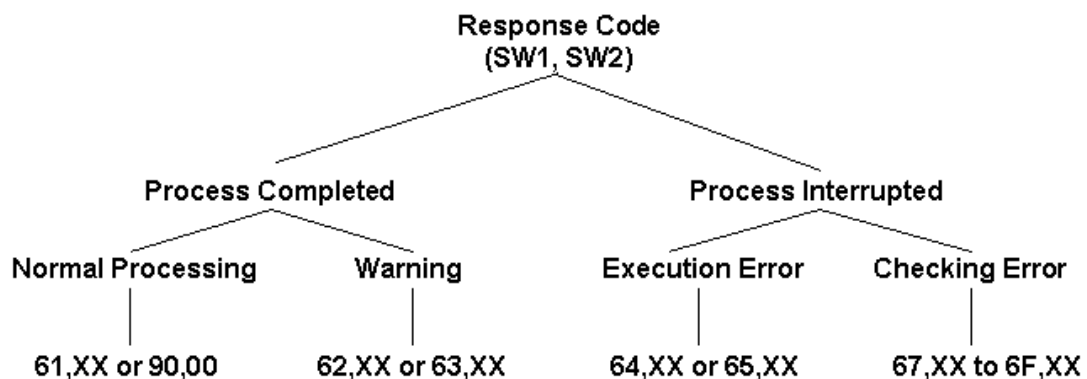 Response Code
(SW1, SW2)
Process Completed
Process Interrupted
Normal Processing
Warning
Execution Error
Checking Error
61,XX or 90,00
62,XX or 63,XX
64,XX or 65,XX
67,XX to 6F,XX